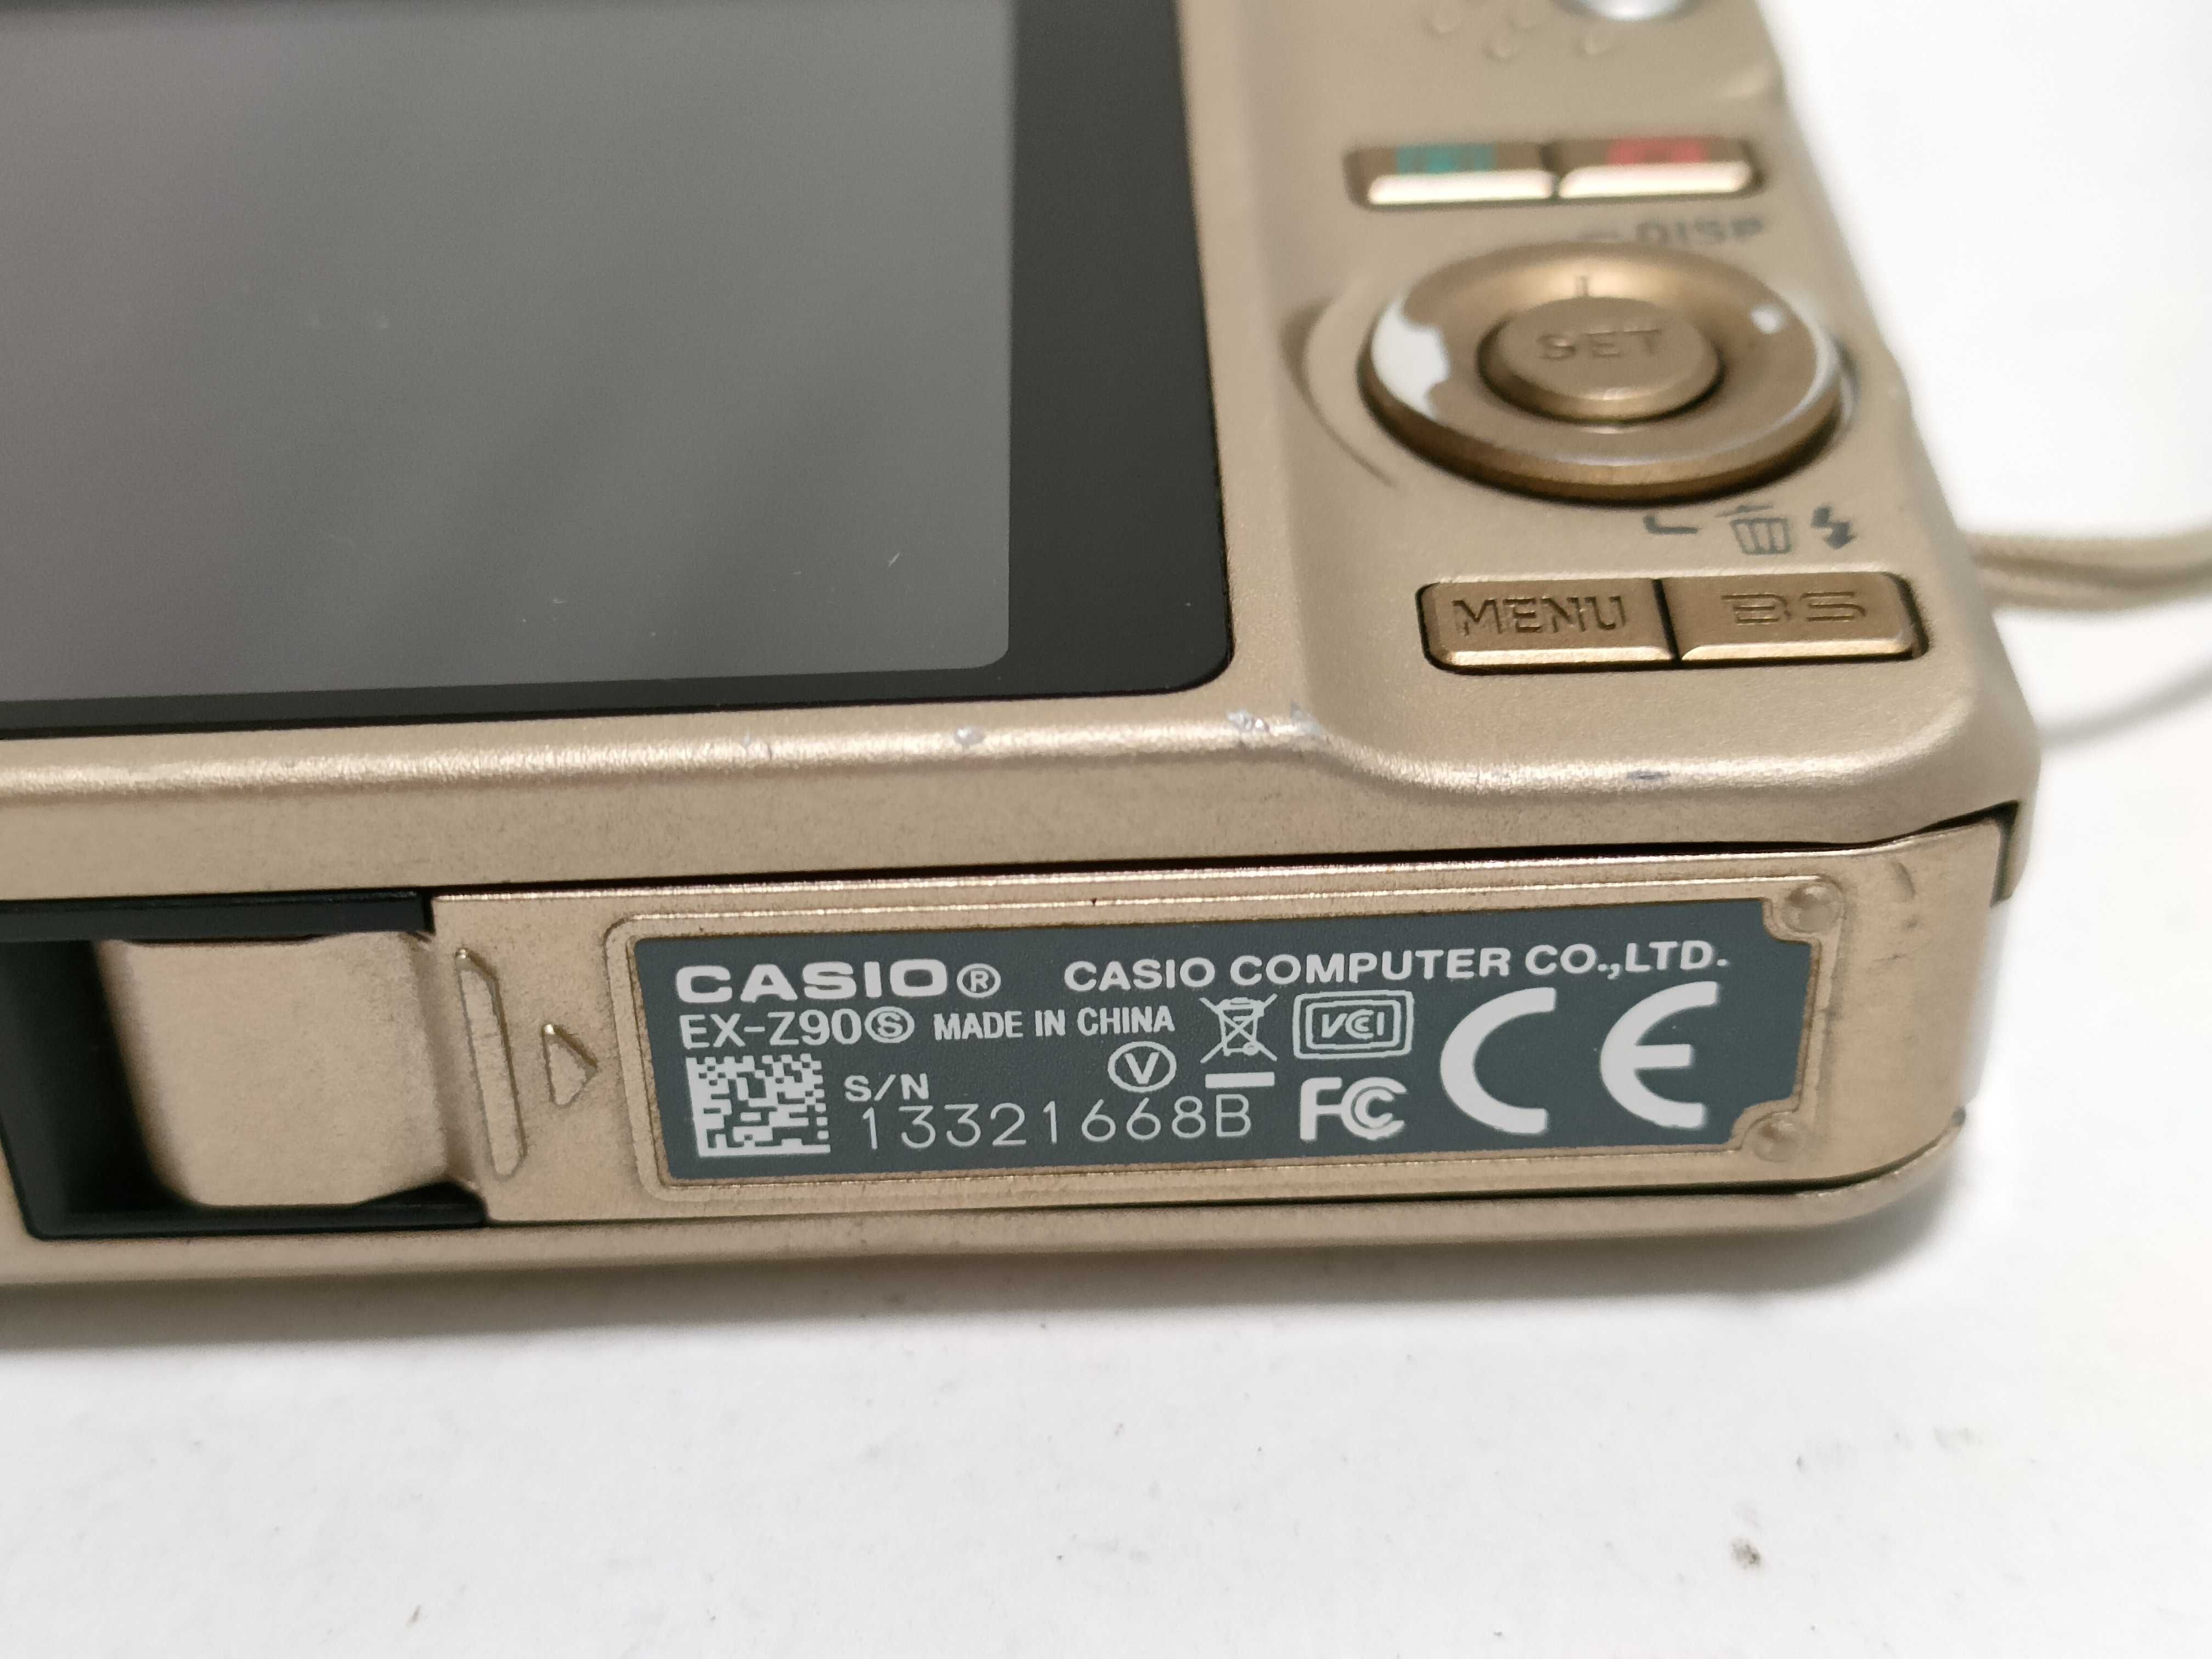 DISP
SET
MENU BS
CASIO® CASIO COMPUTER CO.,LTD.
EX-Z90Ⓢ MADE IN CHINA VCI
S/N Ⓥ
13321668B FC CE